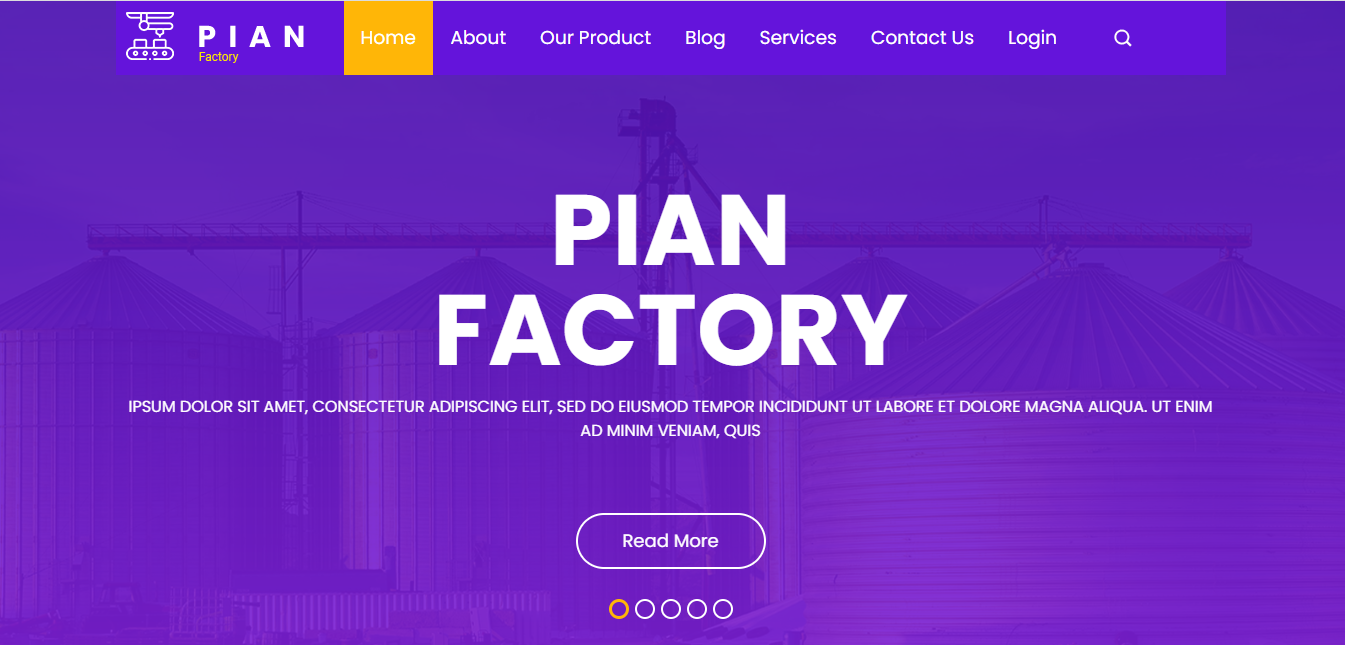 PIAN
Factory
Home About Our Product Blog Services Contact Us Login
PIAN
FACTORY
IPSUM DOLOR SIT AMET, CONSECTETUR ADIPISCING ELIT, SED DO EIUSMOD TEMPOR INCIDIDUNT UT LABORE ET DOLORE MAGNA ALIQUA. UT ENIM
AD MINIM VENIAM, QUIS
Read More